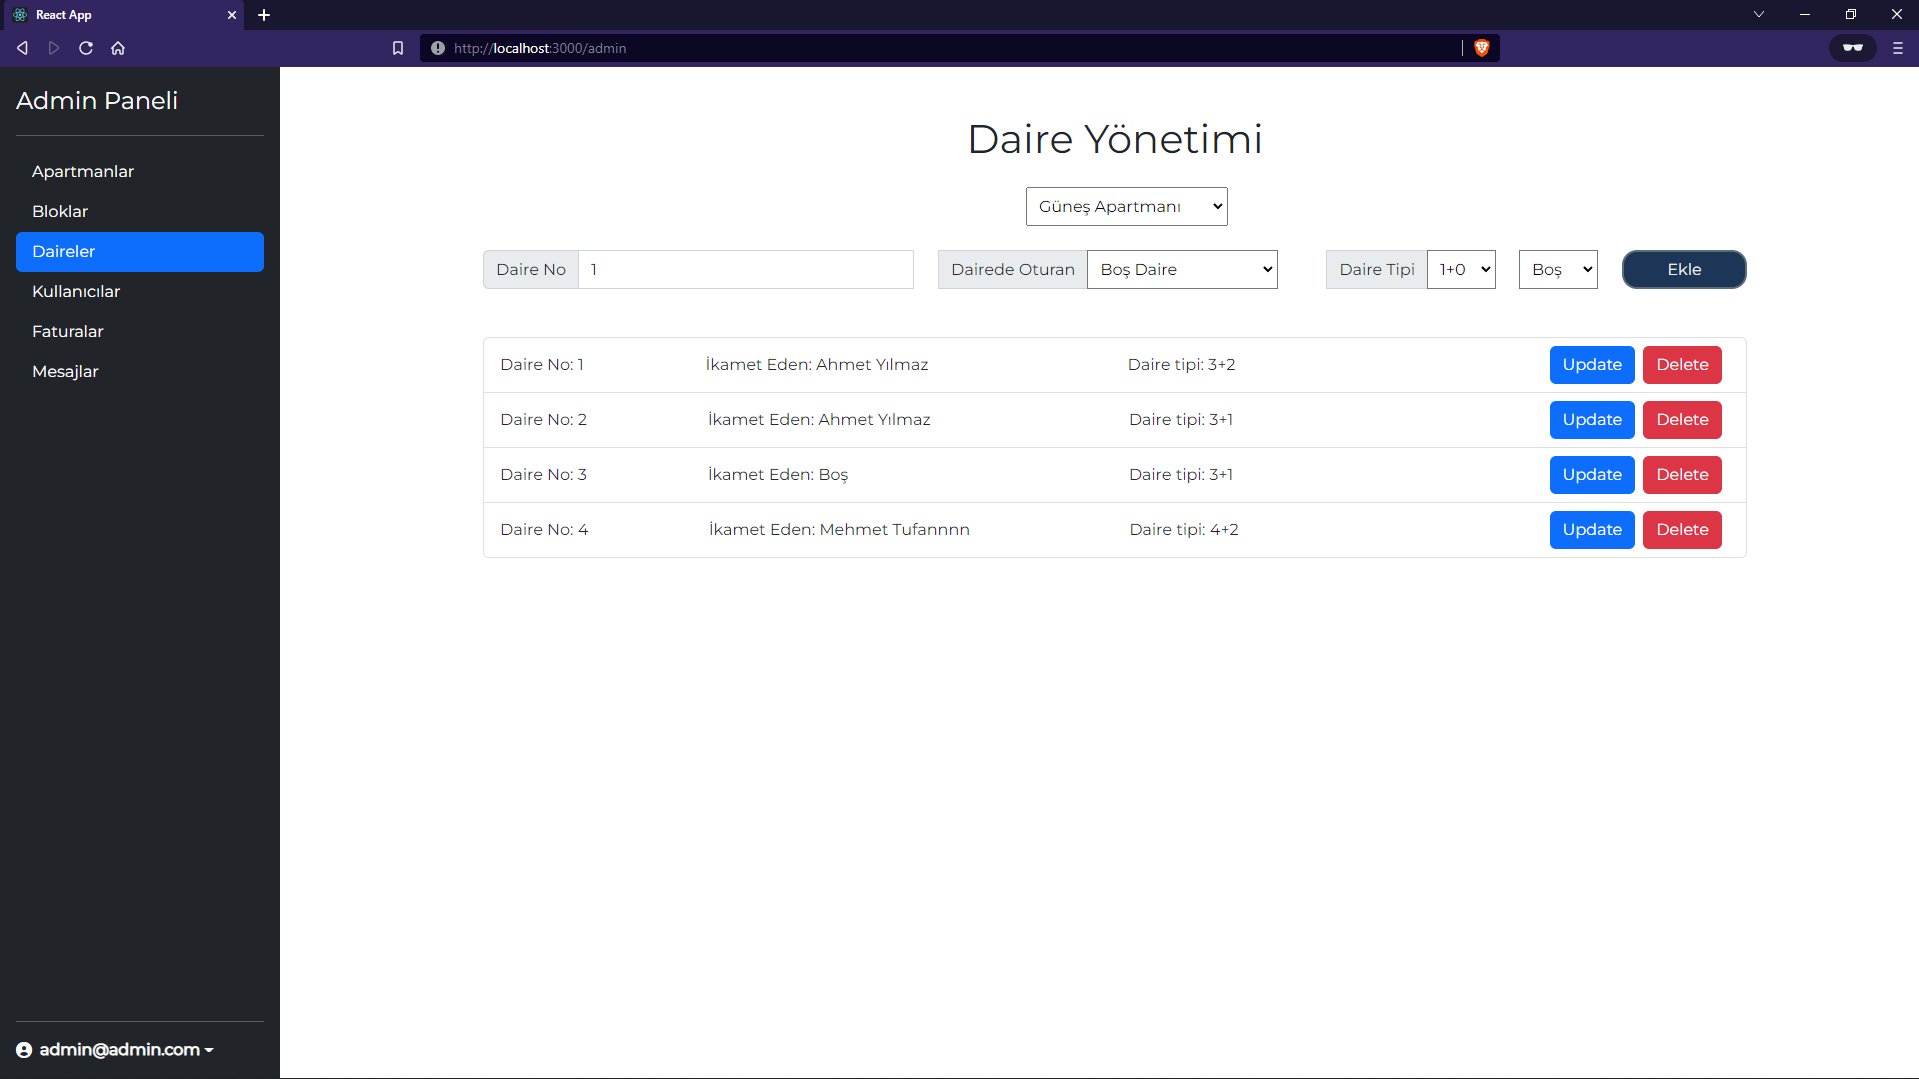 React App
http://localhost:3000/admin
Admin Paneli
Apartmanlar
Bloklar
Daireler
Kullanıcılar
Faturalar
Mesajlar
admin@admin.com
Daire Yönetimi
Güneş Apartmanı
Daire No 1 Dairede Oturan Boş Daire Daire Tipi 1+0 Boş Ekle
Daire No: 1 İkamet Eden: Ahmet Yılmaz Daire tipi: 3+2 Update Delete
Daire No: 2 İkamet Eden: Ahmet Yılmaz Daire tipi: 3+1 Update Delete
Daire No: 3 İkamet Eden: Boş Daire tipi: 3+1 Update Delete
Daire No: 4 İkamet Eden: Mehmet Tufannnn Daire tipi: 4+2 Update Delete